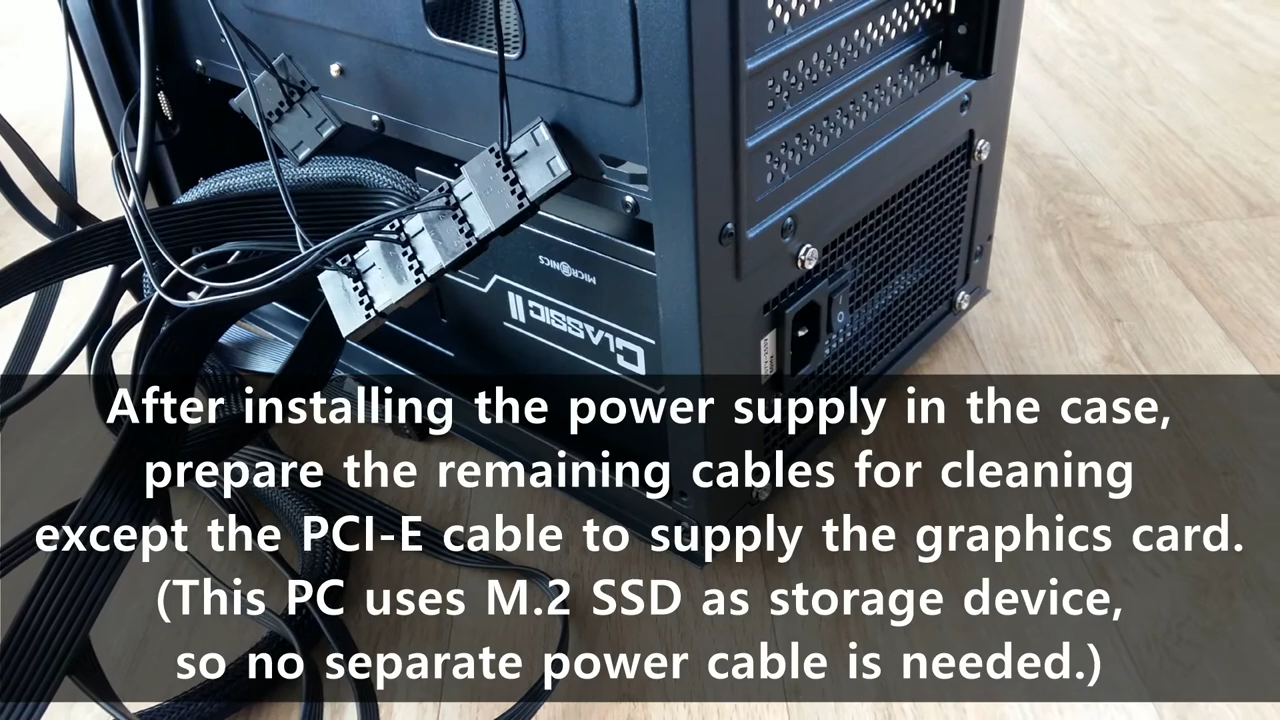 MICRONICS
CLASSIC II
After installing the power supply in the case,
prepare the remaining cables for cleaning
except the PCI-E cable to supply the graphics card.
(This PC uses M.2 SSD as storage device,
so no separate power cable is needed.)